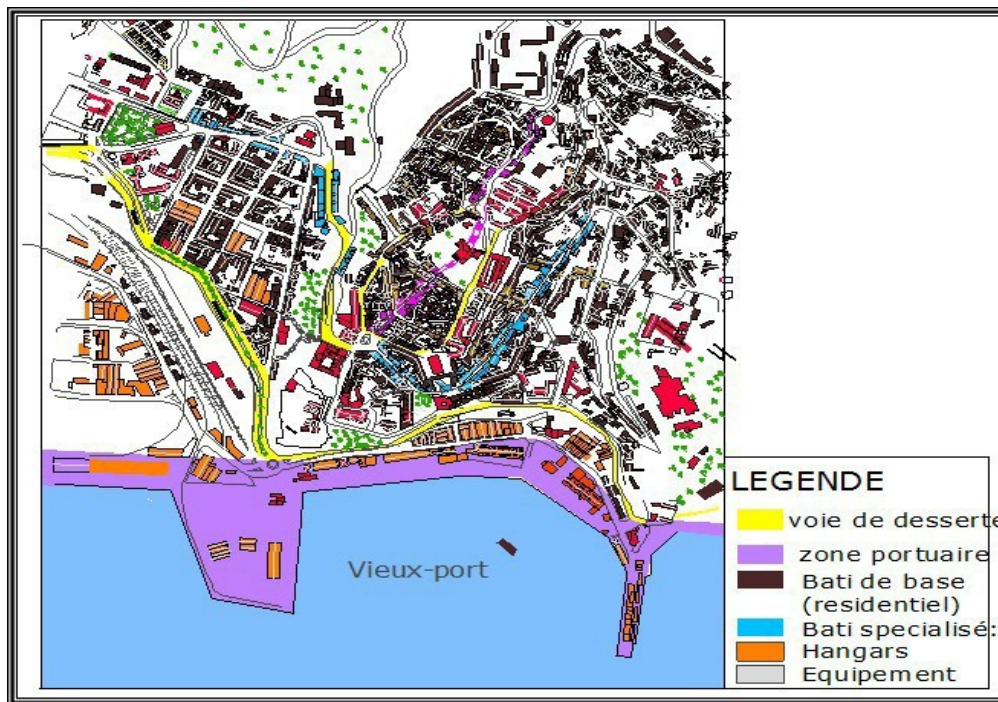 Vieux-port
LEGENDE
voie de desserte
zone portuaire
Bati de base
(residentiel)
Bati specialisé:
Hangars
Equipement